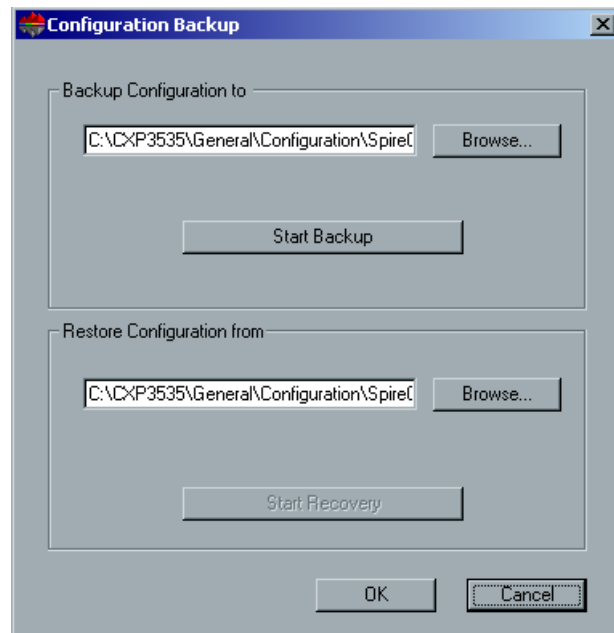 Configuration Backup
Backup Configuration to
C:\CXP3535\General\Configuration\Spire
Browse...
Start Backup
Restore Configuration from
C:\CXP3535\General\Configuration\Spire
Browse...
Start Recovery
OK
Cancel